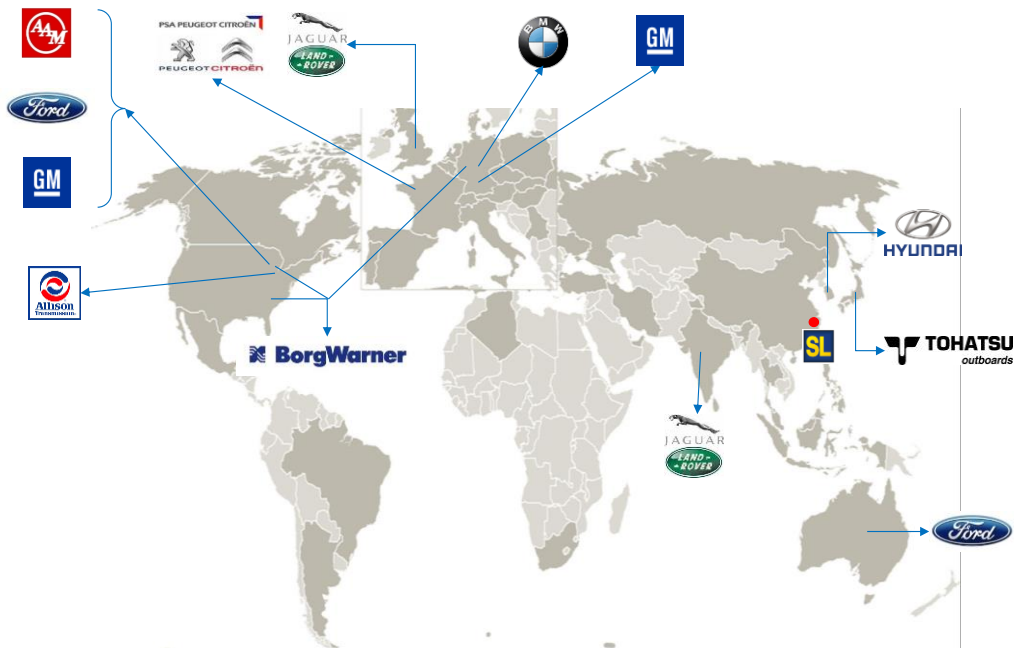 AAM
PSA PEUGEOT CITROËN
PEUGEOT CITROËN
JAGUAR
LAND-
-ROVER
BMW
GM
Ford
GM
HYUNDAI
Allison
Transmission
BorgWarner
SL
TOHATSU
outboards
JAGUAR
LAND-
-ROVER
Ford